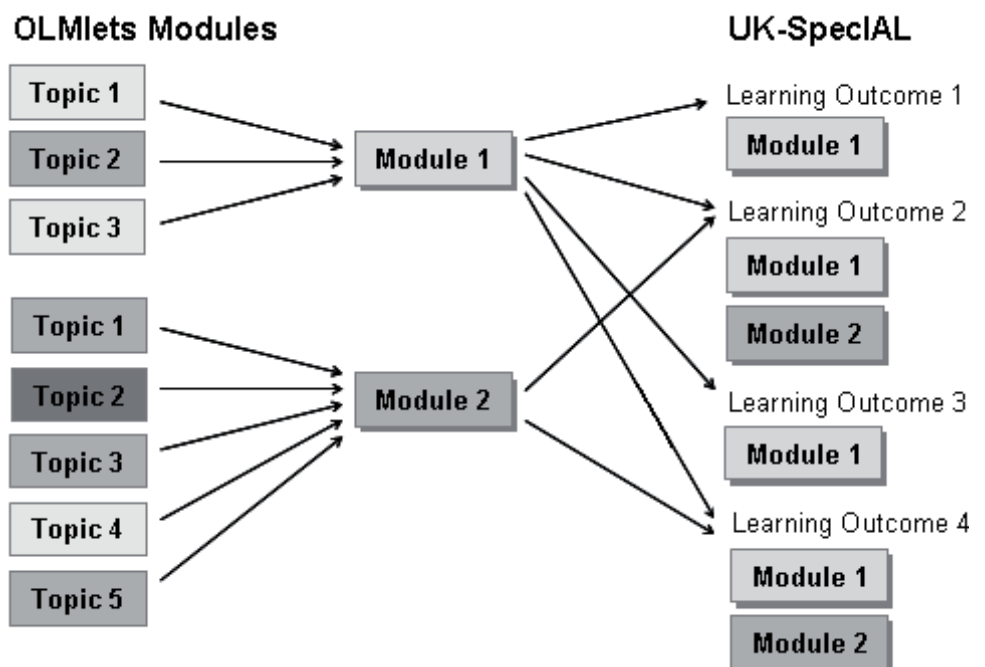 OLMlets Modules
Topic 1
Topic 2
Topic 3
Topic 1
Topic 2
Topic 3
Topic 4
Topic 5
Module 1
Module 2
UK-SpecIAL
Learning Outcome 1
Module 1
Learning Outcome 2
Module 1
Module 2
Learning Outcome 3
Module 1
Learning Outcome 4
Module 1
Module 2